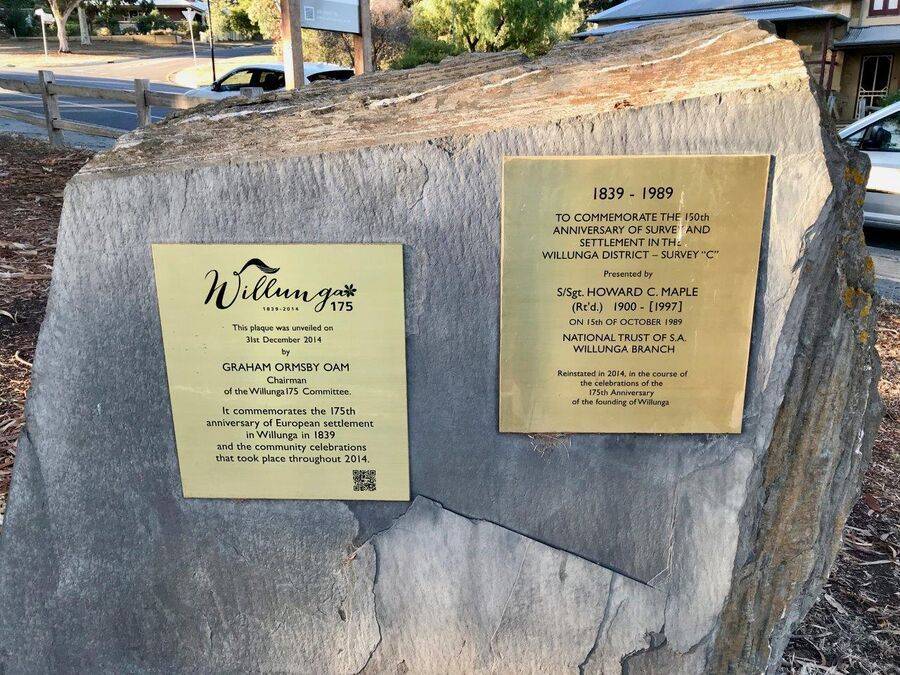 Willunga
1839-2014 175
This plaque was unveiled on
31st December 2014
by
GRAHAM ORMSBY OAM
Chairman
of the Willunga175 Committee.
It commemorates the 175th
anniversary of European settlement
in Willunga in 1839
and the community celebrations
that took place throughout 2014.
1839 - 1989
TO COMMEMORATE THE 150th
ANNIVERSARY OF SURVEY AND
SETTLEMENT IN THE
WILLUNGA DISTRICT – SURVEY "C"
Presented by
S/Sgt. HOWARD C. MAPLE
(Rt'd.) 1900 - [1997]
ON 15th OF OCTOBER 1989
NATIONAL TRUST OF S.A.
WILLUNGA BRANCH
Reinstated in 2014, in the course of
the celebrations of the
175th Anniversary
of the founding of Willunga